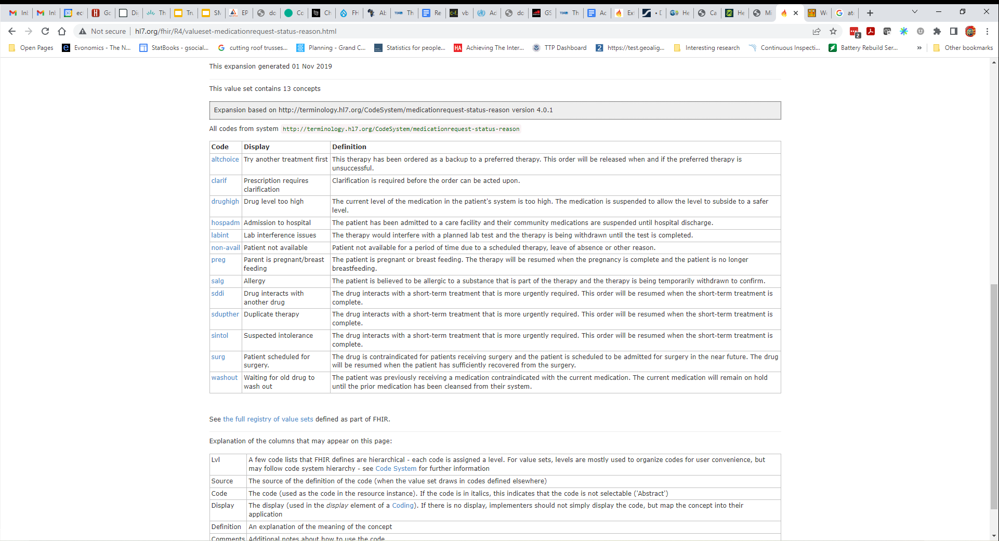 Inb
Inb
ec
Go
Di
Th
Tru
SM
EP
do
Co
Ch
FH
Ab
Th
Re
vb
Ad
do
GS
Th
Ac
Ex
• D
He
Ca
He
Mi
We
G
at
Not secure
hl7.org/fhir/R4/valueset-medicationrequest-status-reason.html
2
Open Pages
Evonomics - The N...
StatBooks - gsocial...
cutting roof trusses...
Planning - Grand C...
Statistics for people...
HA
Achieving The Inter...
TTP Dashboard
2
https://test.geoalig...
Interesting research
Continuous Inspecti...
Battery Rebuild Ser...
»
Other bookmarks
This expansion generated 01 Nov 2019
This value set contains 13 concepts
Expansion based on http://terminology.hl7.org/CodeSystem/medicationrequest-status-reason version 4.0.1
All codes from system http://terminology.hl7.org/CodeSystem/medicationrequest-status-reason
Code Display Definition
altchoice Try another treatment first This therapy has been ordered as a backup to a preferred therapy. This order will be released when and if the preferred therapy is
unsuccessful.
clarif Prescription requires Clarification is required before the order can be acted upon.
clarification
drughigh Drug level too high The current level of the medication in the patient's system is too high. The medication is suspended to allow the level to subside to a safer
level.
hospadm Admission to hospital The patient has been admitted to a care facility and their community medications are suspended until hospital discharge.
labint Lab interference issues The therapy would interfere with a planned lab test and the therapy is being withdrawn until the test is completed.
non-avail Patient not available Patient not available for a period of time due to a scheduled therapy, leave of absence or other reason.
preg Parent is pregnant/breast The patient is pregnant or breast feeding. The therapy will be resumed when the pregnancy is complete and the patient is no longer
feeding breastfeeding.
salg Allergy The patient is believed to be allergic to a substance that is part of the therapy and the therapy is being temporarily withdrawn to confirm.
sddi Drug interacts with The drug interacts with a short-term treatment that is more urgently required. This order will be resumed when the short-term treatment is
another drug complete.
sdupther Duplicate therapy The drug interacts with a short-term treatment that is more urgently required. This order will be resumed when the short-term treatment is
complete.
sintol Suspected intolerance The drug interacts with a short-term treatment that is more urgently required. This order will be resumed when the short-term treatment is
complete.
surg Patient scheduled for The drug is contraindicated for patients receiving surgery and the patient is scheduled to be admitted for surgery in the near future. The drug
surgery. will be resumed when the patient has sufficiently recovered from the surgery.
washout Waiting for old drug to The patient was previously receiving a medication contraindicated with the current medication. The current medication will remain on hold
wash out until the prior medication has been cleansed from their system.
See the full registry of value sets defined as part of FHIR.
Explanation of the columns that may appear on this page:
Lvl A few code lists that FHIR defines are hierarchical - each code is assigned a level. For value sets, levels are mostly used to organize codes for user convenience, but
may follow code system hierarchy - see Code System for further information
Source The source of the definition of the code (when the value set draws in codes defined elsewhere)
Code The code (used as the code in the resource instance). If the code is in italics, this indicates that the code is not selectable ('Abstract')
Display The display (used in the display element of a Coding). If there is no display, implementers should not simply display the code, but map the concept into their
application
Definition An explanation of the meaning of the concept
Comments Additional notes about how to use the code